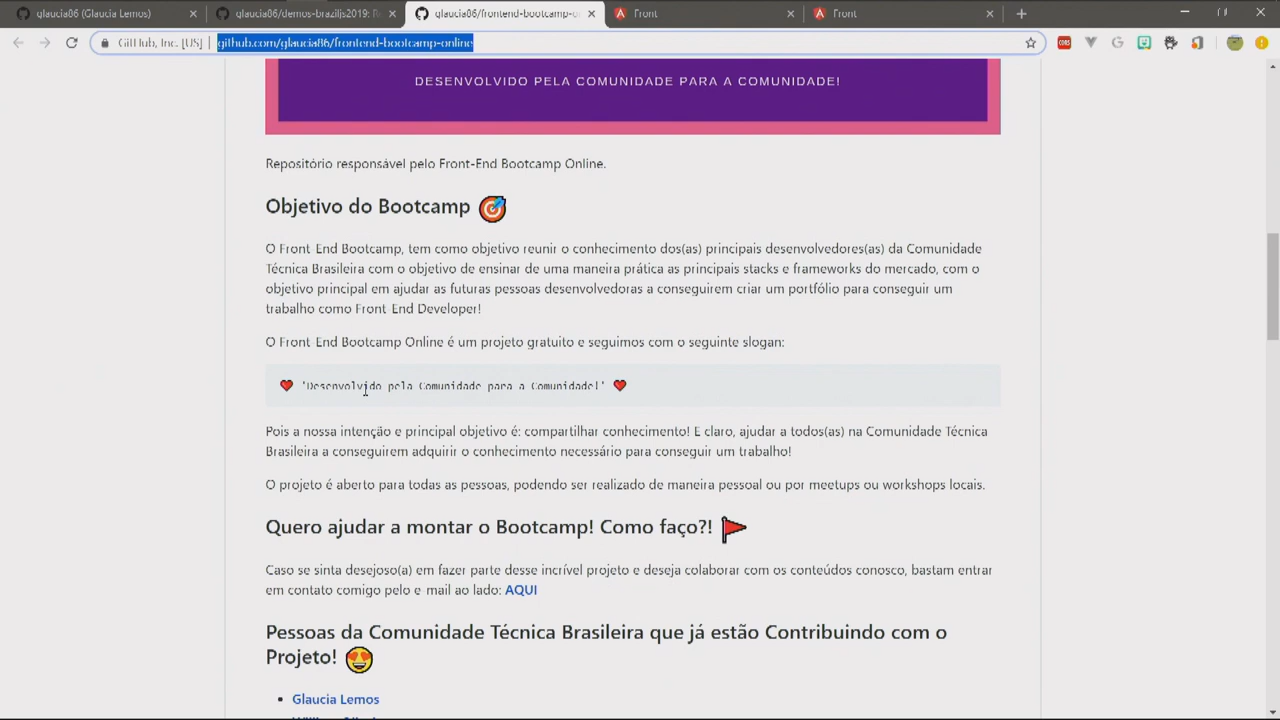 glaucia86 (Glaucia Lemos)
glaucia86/demos-braziljs2019:
glaucia86/frontend-bootcamp-o
Front
Front
GitHub, Inc. [US]
github.com/glaucia86/frontend-bootcamp-online
DESENVOLVIDO PELA COMUNIDADE PARA A COMUNIDADE!
Repositório responsável pelo Front-End Bootcamp Online.
Objetivo do Bootcamp
O Front End Bootcamp, tem como objetivo reunir o conhecimento dos(as) principais desenvolvedores(as) da Comunidade
Técnica Brasileira com o objetivo de ensinar de uma maneira prática as principais stacks e frameworks do mercado, com o
objetivo principal em ajudar as futuras pessoas desenvolvedoras a conseguirem criar um portfólio para conseguir um
trabalho como Front End Developer!
O Front End Bootcamp Online é um projeto gratuito e seguimos com o seguinte slogan:
'Desenvolvido pela Comunidade para a Comunidade!'
Pois a nossa intenção e principal objetivo é: compartilhar conhecimento! E claro, ajudar a todos(as) na Comunidade Técnica
Brasileira a conseguirem adquirir o conhecimento necessário para conseguir um trabalho!
O projeto é aberto para todas as pessoas, podendo ser realizado de maneira pessoal ou por meetups ou workshops locais.
Quero ajudar a montar o Bootcamp! Como faço?!
Caso se sinta desejoso(a) em fazer parte desse incrível projeto e deseja colaborar com os conteúdos conosco, bastam entrar
em contato comigo pelo e-mail ao lado: AQUI
Pessoas da Comunidade Técnica Brasileira que já estão Contribuindo com o
Projeto!
Glaucia Lemos